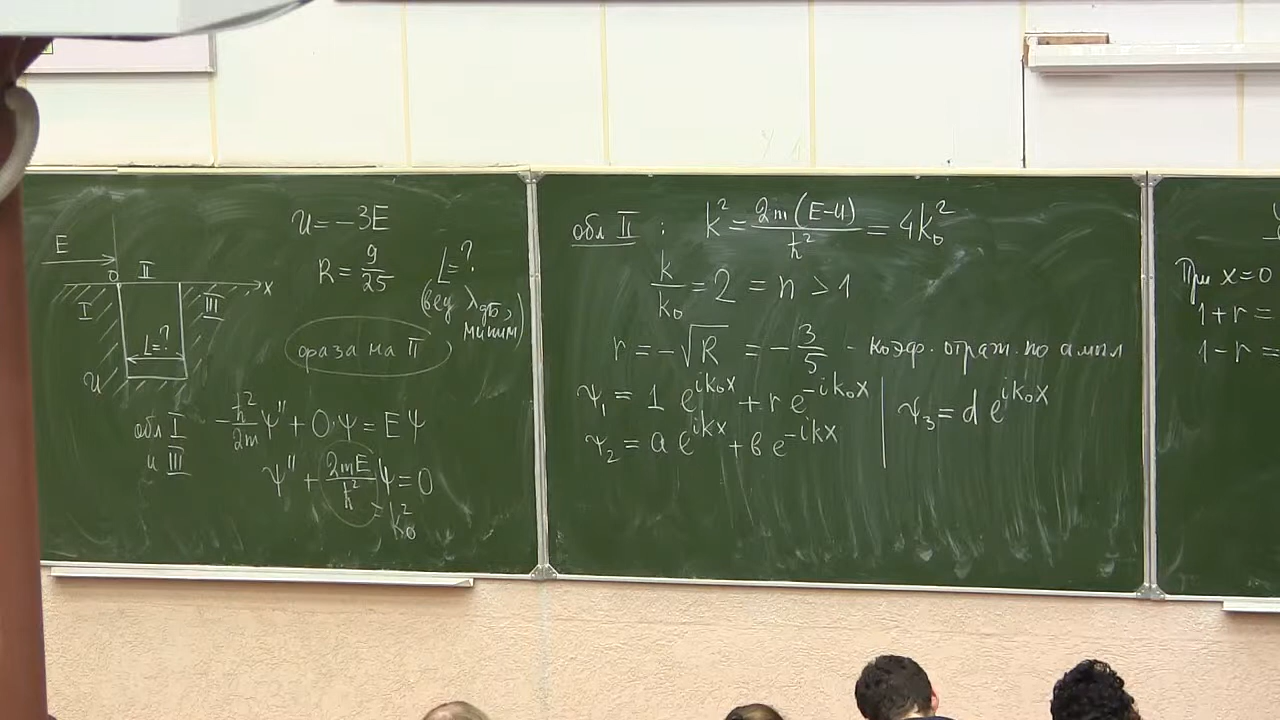 U = -3E
R = 9/25
L = ?
(вед λдБ,
миним)
фаза на π,
E
0
II
x
I
III
L=?
U
обл I
и III
-ħ²/2m ψ'' + 0·ψ = Eψ
ψ'' + 2mE/ħ² ψ = 0
= k₀²
обл II : k² = 2m(E-U)/ħ² = 4k₀²
k/k₀ = 2 = n > 1
r = -√R = -3/5 - коэф. отраж. по ампл
ψ₁ = 1 e^{ik₀x} + r e^{-ik₀x}
ψ₃ = d e^{ik₀x}
ψ₂ = a e^{ikx} + b e^{-ikx}
При x=0
1 + r =
1 - r =